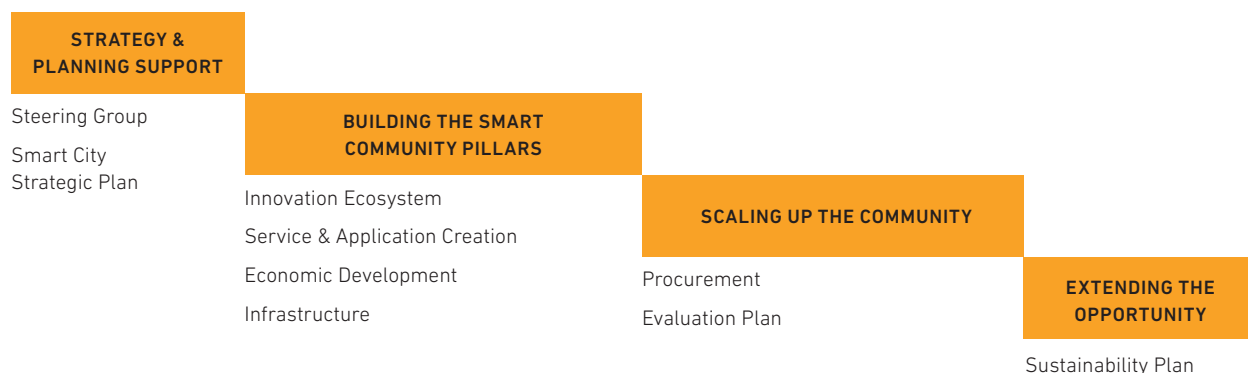 STRATEGY &
PLANNING SUPPORT
Steering Group
Smart City
Strategic Plan
BUILDING THE SMART
COMMUNITY PILLARS
Innovation Ecosystem
Service & Application Creation
Economic Development
Infrastructure
SCALING UP THE COMMUNITY
Procurement
Evaluation Plan
EXTENDING THE
OPPORTUNITY
Sustainability Plan